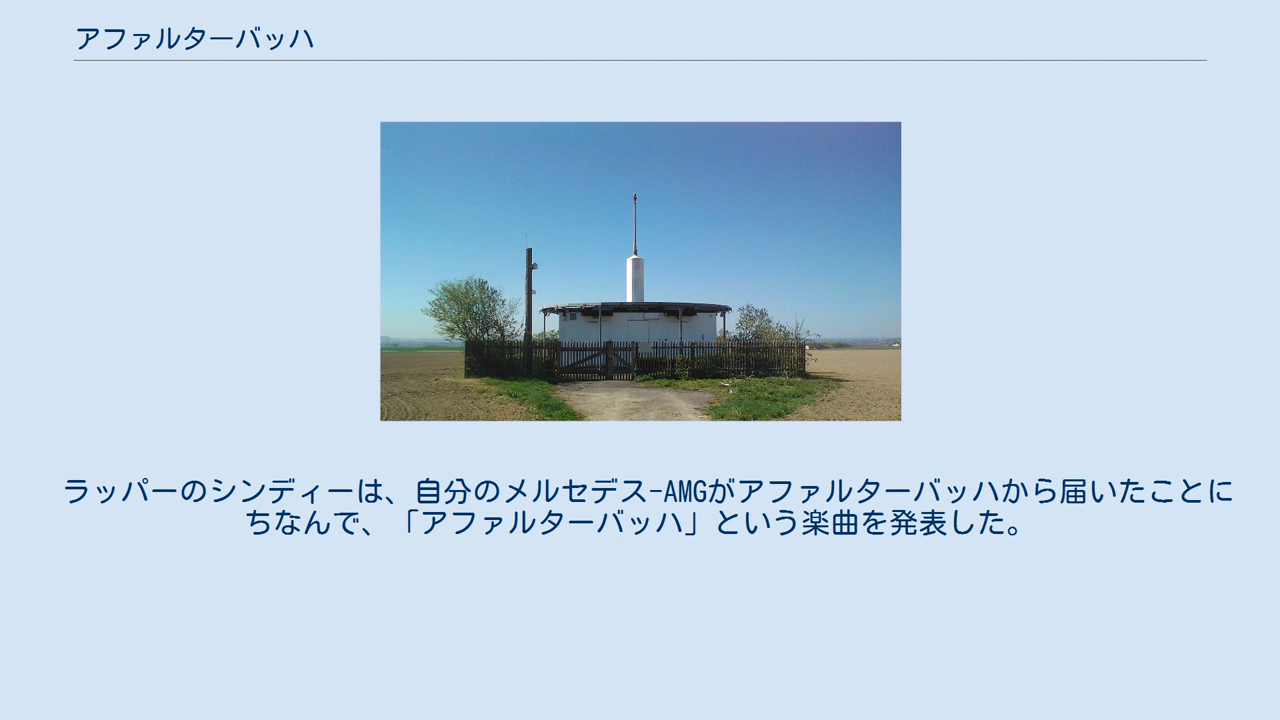 アファルターバッハ
ラッパーのシンディーは、自分のメルセデス-AMGがアファルターバッハから届いたことに
ちなんで、「アファルターバッハ」という楽曲を発表した。